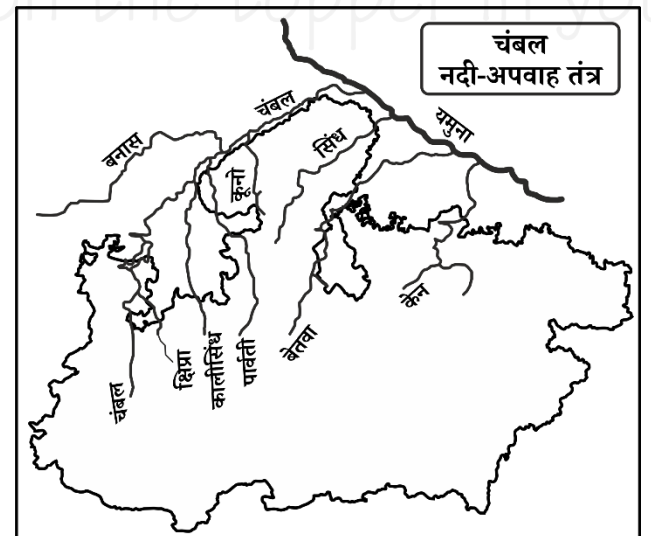 चंबल
नदी-अपवाह तंत्र
चंबल
यमुना
बनास
सिंध
कूनो
केन
बेतवा
पार्वती
कालीसिंध
क्षिप्रा
चंबल